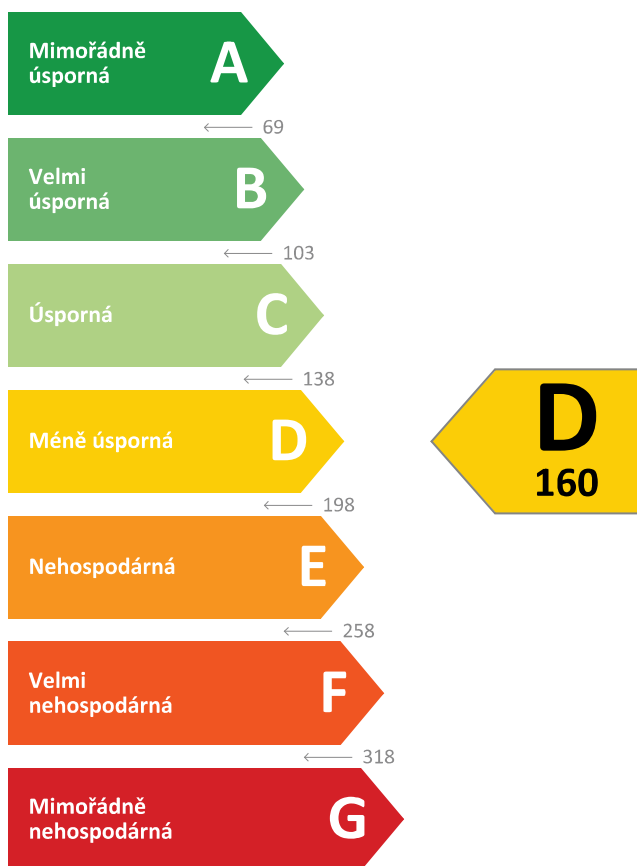 Mimořádně
úsporná
A
69
Velmi
úsporná
B
103
Úsporná
C
138
Méně úsporná
D
D
160
198
Nehospodárná
E
258
Velmi
nehospodárná
F
318
Mimořádně
nehospodárná
G